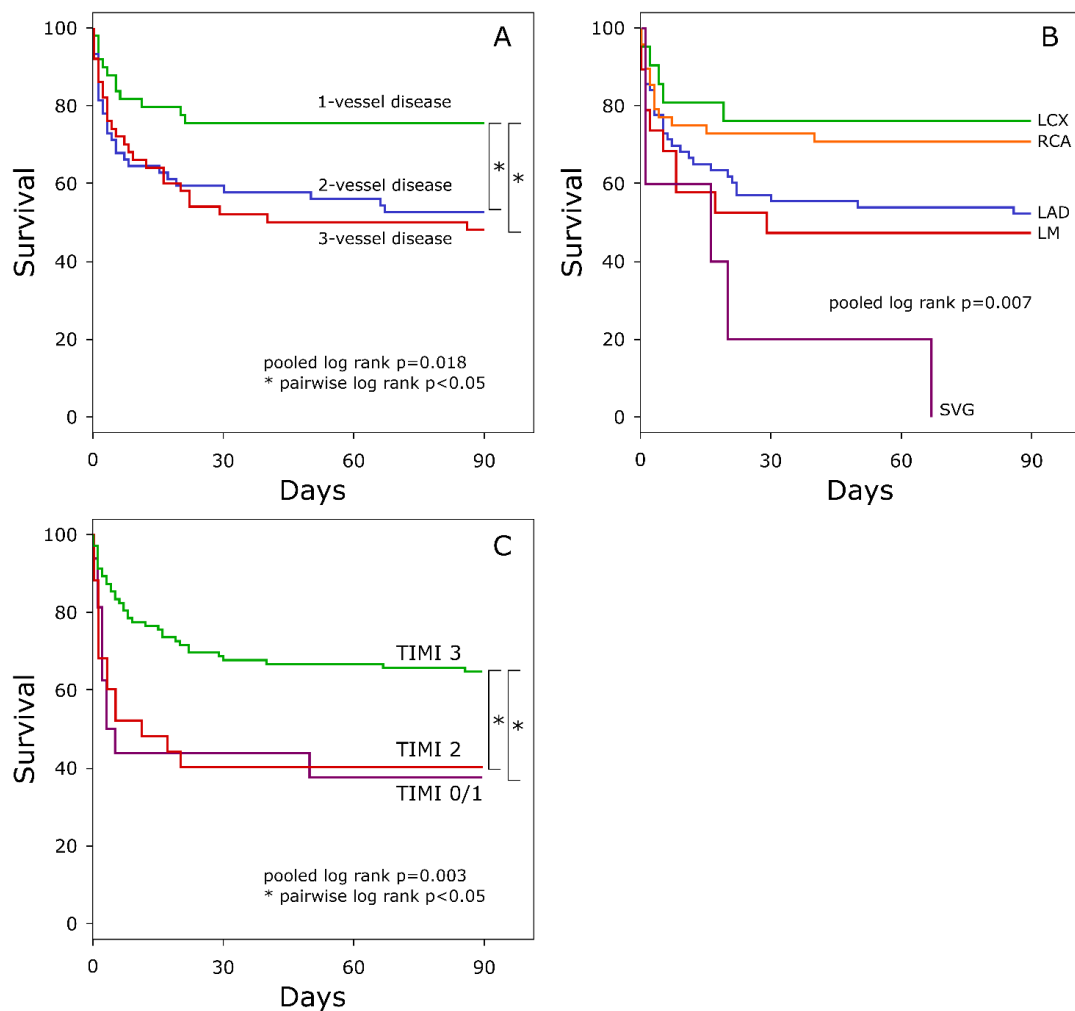 A
100
80
60
40
20
0
Survival
1-vessel disease
2-vessel disease
3-vessel disease
*
*
pooled log rank p=0.018
* pairwise log rank p<0.05
0
30
60
90
Days
B
100
80
60
40
20
0
Survival
LCX
RCA
LAD
LM
pooled log rank p=0.007
SVG
0
30
60
90
Days
C
100
80
60
40
20
0
Survival
TIMI 3
TIMI 2
TIMI 0/1
*
*
pooled log rank p=0.003
* pairwise log rank p<0.05
0
30
60
90
Days